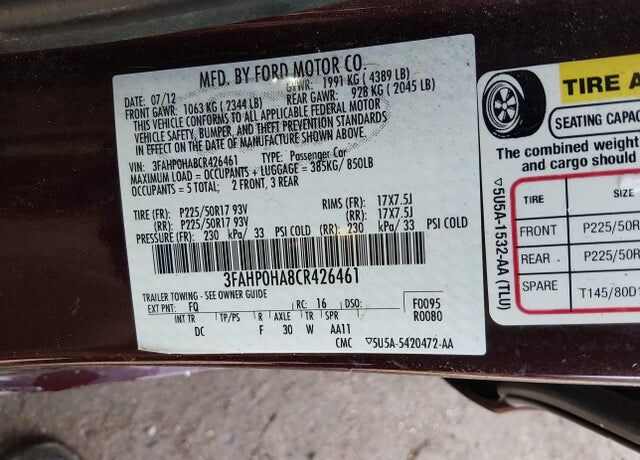 MFD. BY FORD MOTOR CO.
DATE: 07/12 GVWR: 1991 KG (4389 LB)
FRONT GAWR: 1063 KG (2344 LB) REAR GAWR: 928 KG (2045 LB)
THIS VEHICLE CONFORMS TO ALL APPLICABLE FEDERAL MOTOR
VEHICLE SAFETY, BUMPER, AND THEFT PREVENTION STANDARDS
IN EFFECT ON THE DATE OF MANUFACTURE SHOWN ABOVE.
VIN: 3FAHP0HA8CR426461 TYPE: Passenger Car
MAXIMUM LOAD = OCCUPANTS + LUGGAGE = 385KG/ 850LB
OCCUPANTS = 5 TOTAL; 2 FRONT, 3 REAR
TIRE (FR): P225/50R17 93V RIMS (FR): 17X7.5J
(RR): P225/50R17 93V (RR): 17X7.5J
PRESSURE (FR): 230 kPa/ 33 PSI COLD (RR): 230 kPa/ 33 PSI COLD
3FAHP0HA8CR426461
TRAILER TOWING - SEE OWNER GUIDE
EXT PNT: FQ RC: 16 DSO: F0095
R0080
INT TR TP/PS R AXLE TR SPR
DC F 30 W AA11
CMC ▽5U5A-5420472-AA
▽5U5A-1532-AA (TLU)
TIRE A
SEATING CAPAC
The combined weight
and cargo should
TIRE SIZE
FRONT P225/50R
REAR P225/50R
SPARE T145/80D1